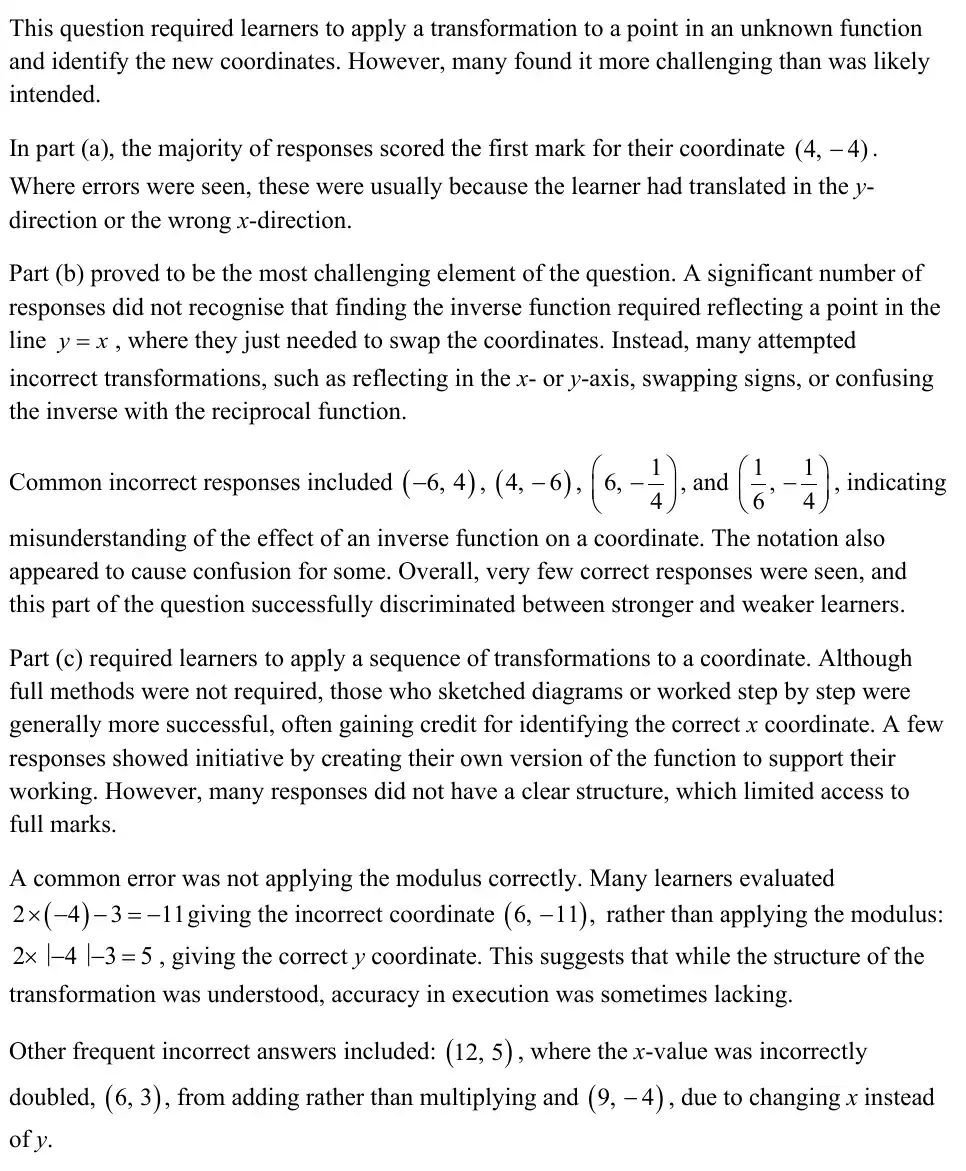 This question required learners to apply a transformation to a point in an unknown function
and identify the new coordinates. However, many found it more challenging than was likely
intended.
In part (a), the majority of responses scored the first mark for their coordinate (4, −4).
Where errors were seen, these were usually because the learner had translated in the y-
direction or the wrong x-direction.
Part (b) proved to be the most challenging element of the question. A significant number of
responses did not recognise that finding the inverse function required reflecting a point in the
line y = x , where they just needed to swap the coordinates. Instead, many attempted
incorrect transformations, such as reflecting in the x- or y-axis, swapping signs, or confusing
the inverse with the reciprocal function.
Common incorrect responses included (−6, 4), (4, −6), (6, −1/4), and (1/6, −1/4), indicating
misunderstanding of the effect of an inverse function on a coordinate. The notation also
appeared to cause confusion for some. Overall, very few correct responses were seen, and
this part of the question successfully discriminated between stronger and weaker learners.
Part (c) required learners to apply a sequence of transformations to a coordinate. Although
full methods were not required, those who sketched diagrams or worked step by step were
generally more successful, often gaining credit for identifying the correct x coordinate. A few
responses showed initiative by creating their own version of the function to support their
working. However, many responses did not have a clear structure, which limited access to
full marks.
A common error was not applying the modulus correctly. Many learners evaluated
2×(−4)−3 = −11 giving the incorrect coordinate (6, −11), rather than applying the modulus:
2× |−4 |−3 = 5 , giving the correct y coordinate. This suggests that while the structure of the
transformation was understood, accuracy in execution was sometimes lacking.
Other frequent incorrect answers included: (12, 5), where the x-value was incorrectly
doubled, (6, 3), from adding rather than multiplying and (9, −4), due to changing x instead
of y.